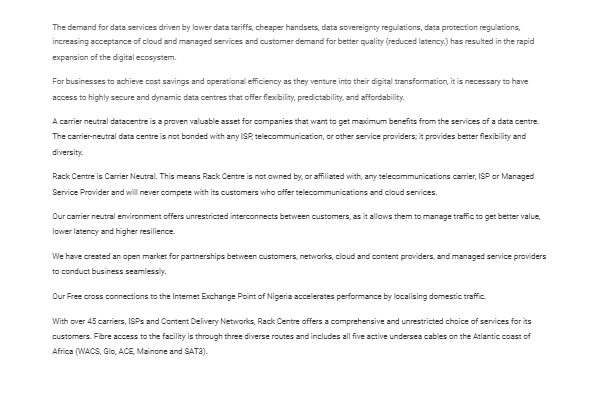 The demand for data services driven by lower data tariffs, cheaper handsets, data sovereignty regulations, data protection regulations,
increasing acceptance of cloud and managed services and customer demand for better quality (reduced latency,) has resulted in the rapid
expansion of the digital ecosystem.
For businesses to achieve cost savings and operational efficiency as they venture into their digital transformation, it is necessary to have
access to highly secure and dynamic data centres that offer flexibility, predictability, and affordability.
A carrier neutral datacentre is a proven valuable asset for companies that want to get maximum benefits from the services of a data centre.
The carrier-neutral data centre is not bonded with any ISP, telecommunication, or other service providers; it provides better flexibility and
diversity.
Rack Centre is Carrier Neutral. This means Rack Centre is not owned by, or affiliated with, any telecommunications carrier, ISP or Managed
Service Provider and will never compete with its customers who offer telecommunications and cloud services.
Our carrier neutral environment offers unrestricted interconnects between customers, as it allows them to manage traffic to get better value,
lower latency and higher resilience.
We have created an open market for partnerships between customers, networks, cloud and content providers, and managed service providers
to conduct business seamlessly.
Our Free cross connections to the Internet Exchange Point of Nigeria accelerates performance by localising domestic traffic.
With over 45 carriers, ISPs and Content Delivery Networks, Rack Centre offers a comprehensive and unrestricted choice of services for its
customers. Fibre access to the facility is through three diverse routes and includes all five active undersea cables on the Atlantic coast of
Africa (WACS, Glo, ACE, Mainone and SAT3).